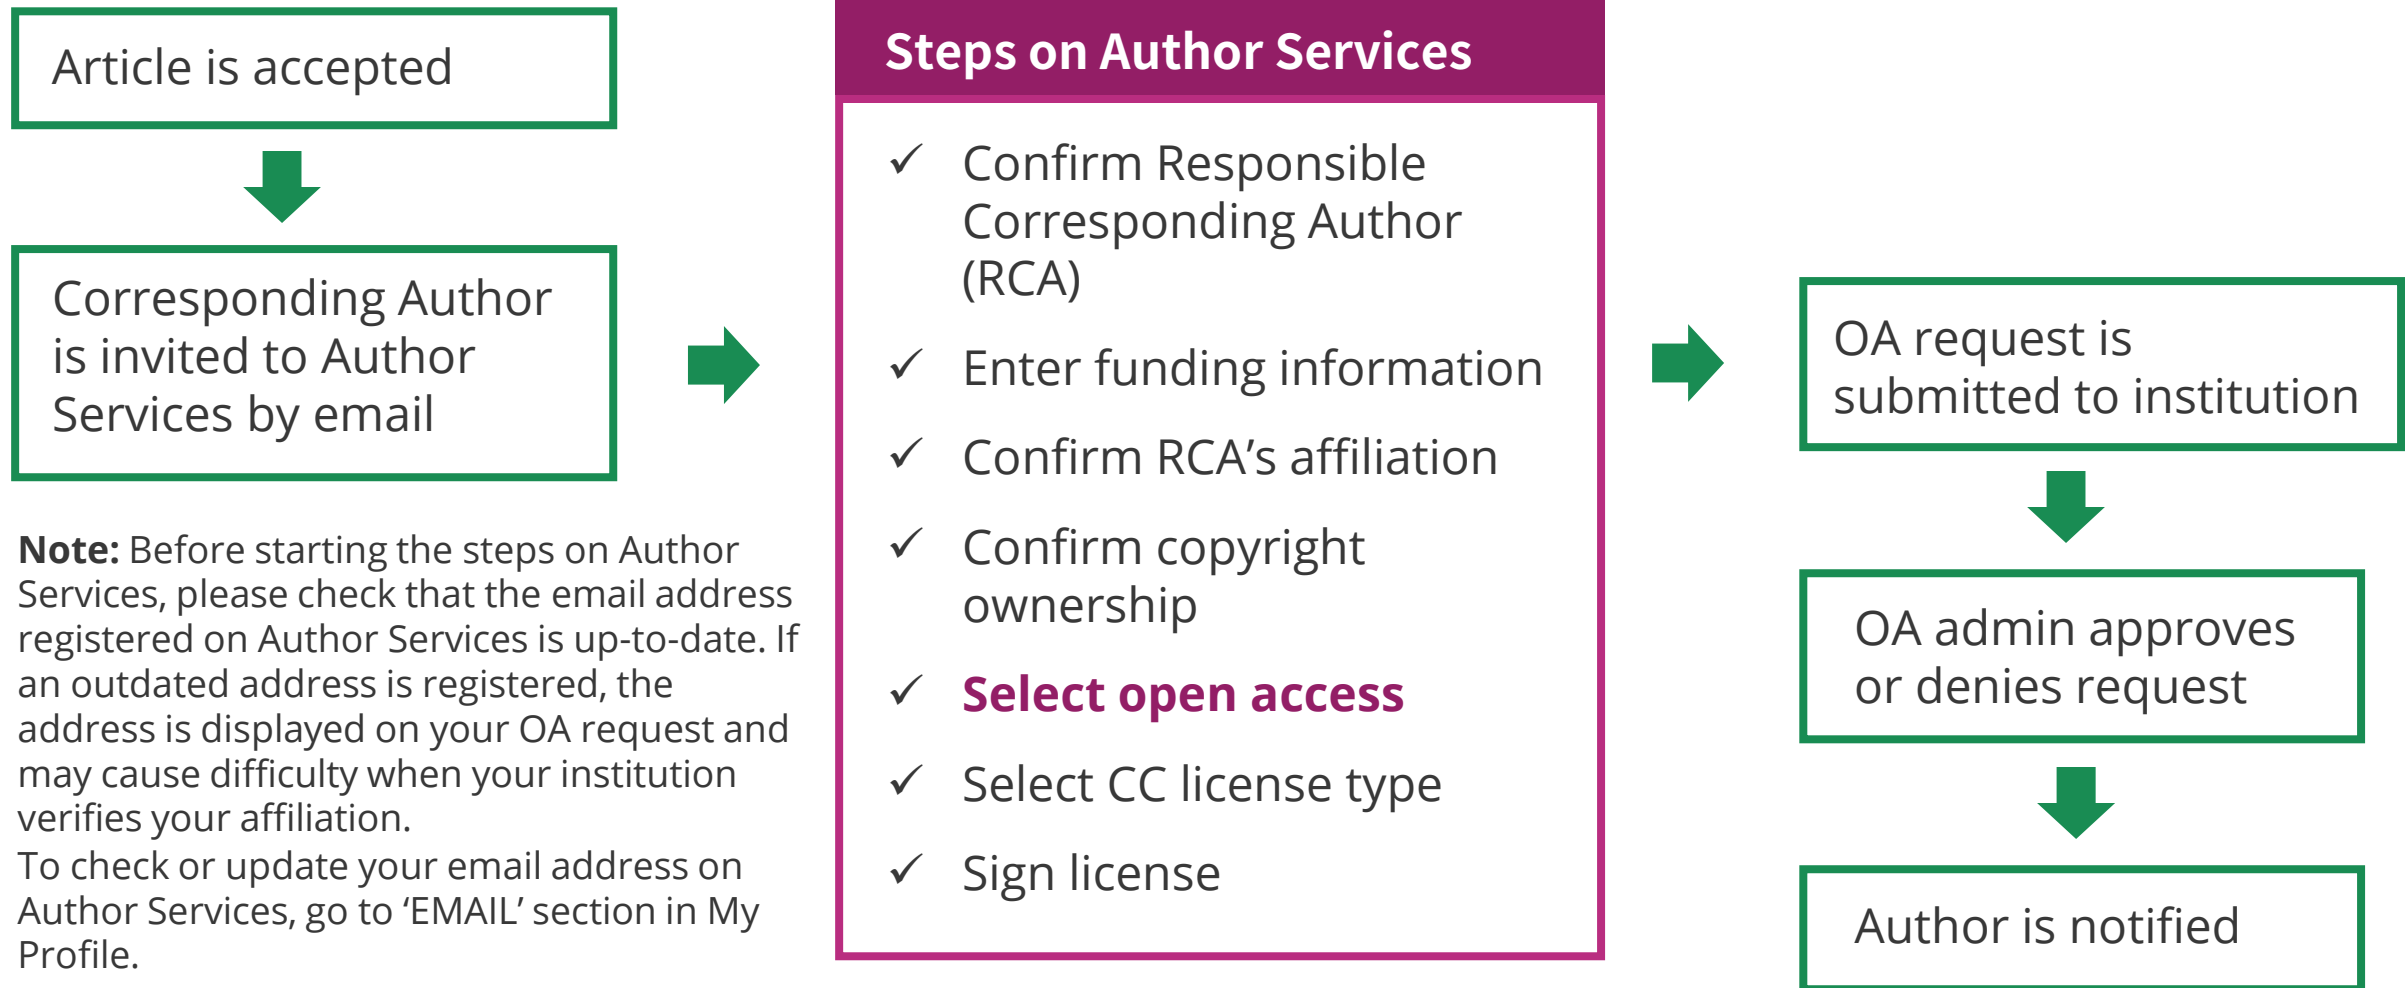 Article is accepted
Corresponding Author
is invited to Author
Services by email
Note: Before starting the steps on Author
Services, please check that the email address
registered on Author Services is up-to-date. If
an outdated address is registered, the
address is displayed on your OA request and
may cause difficulty when your institution
verifies your affiliation.
To check or update your email address on
Author Services, go to ‘EMAIL’ section in My
Profile.
Steps on Author Services
✓ Confirm Responsible
Corresponding Author
(RCA)
✓ Enter funding information
✓ Confirm RCA’s affiliation
✓ Confirm copyright
ownership
✓ Select open access
✓ Select CC license type
✓ Sign license
OA request is
submitted to institution
OA admin approves
or denies request
Author is notified